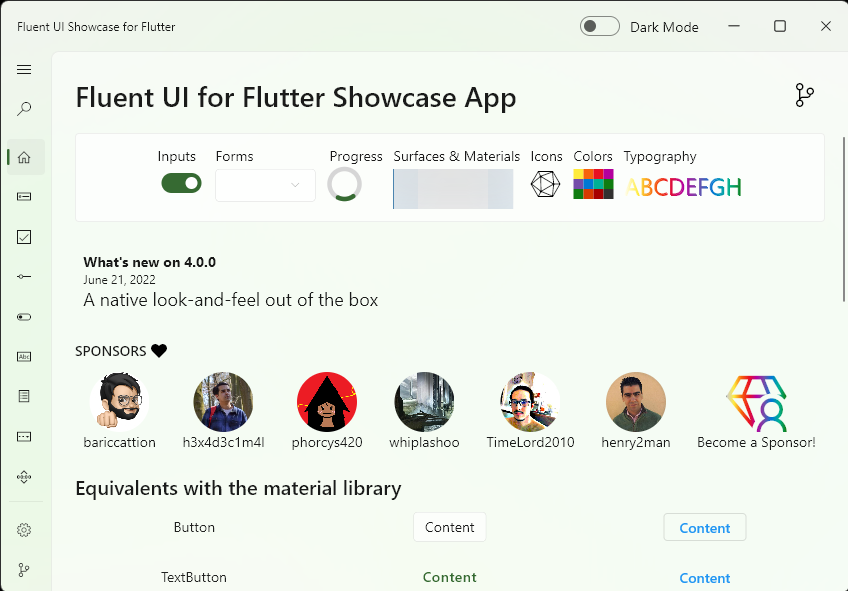 Fluent UI Showcase for Flutter
Dark Mode
Fluent UI for Flutter Showcase App
Inputs Forms Progress Surfaces & Materials Icons Colors Typography
ABCDEFGH
What's new on 4.0.0
June 21, 2022
A native look-and-feel out of the box
SPONSORS
bariccattion h3x4d3c1m4l phorcys420 whiplashoo TimeLord2010 henry2man Become a Sponsor!
Equivalents with the material library
Button Content Content
TextButton Content Content
Abc